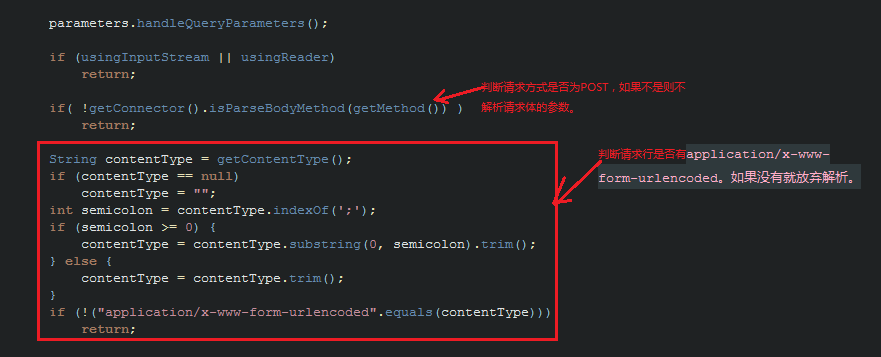 parameters.handleQueryParameters();
if (usingInputStream || usingReader)
return;
判断请求方式是否为POST，如果不是则不
解析请求体的参数。
if( !getConnector().isParseBodyMethod(getMethod()) )
return;
String contentType = getContentType();
if (contentType == null)
contentType = "";
int semicolon = contentType.indexOf(';');
if (semicolon >= 0) {
contentType = contentType.substring(0, semicolon).trim();
} else {
contentType = contentType.trim();
}
if (!("application/x-www-form-urlencoded".equals(contentType)))
return;
判断请求行是否有application/x-www-
form-urlencoded。如果没有就放弃解析。